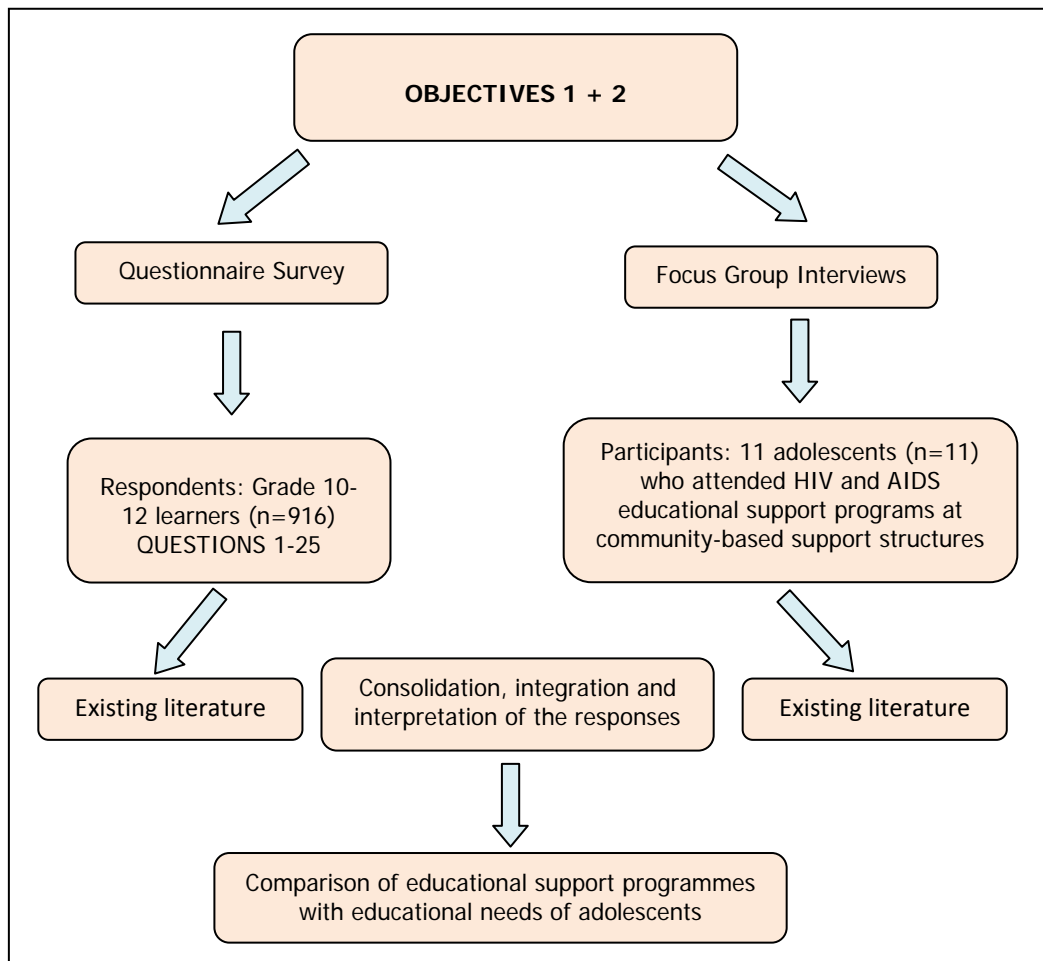 OBJECTIVES 1 + 2
Questionnaire Survey
Focus Group Interviews
Respondents: Grade 10-
12 learners (n=916)
QUESTIONS 1-25
Participants: 11 adolescents (n=11)
who attended HIV and AIDS
educational support programs at
community-based support structures
Existing literature
Consolidation, integration and
interpretation of the responses
Existing literature
Comparison of educational support programmes
with educational needs of adolescents